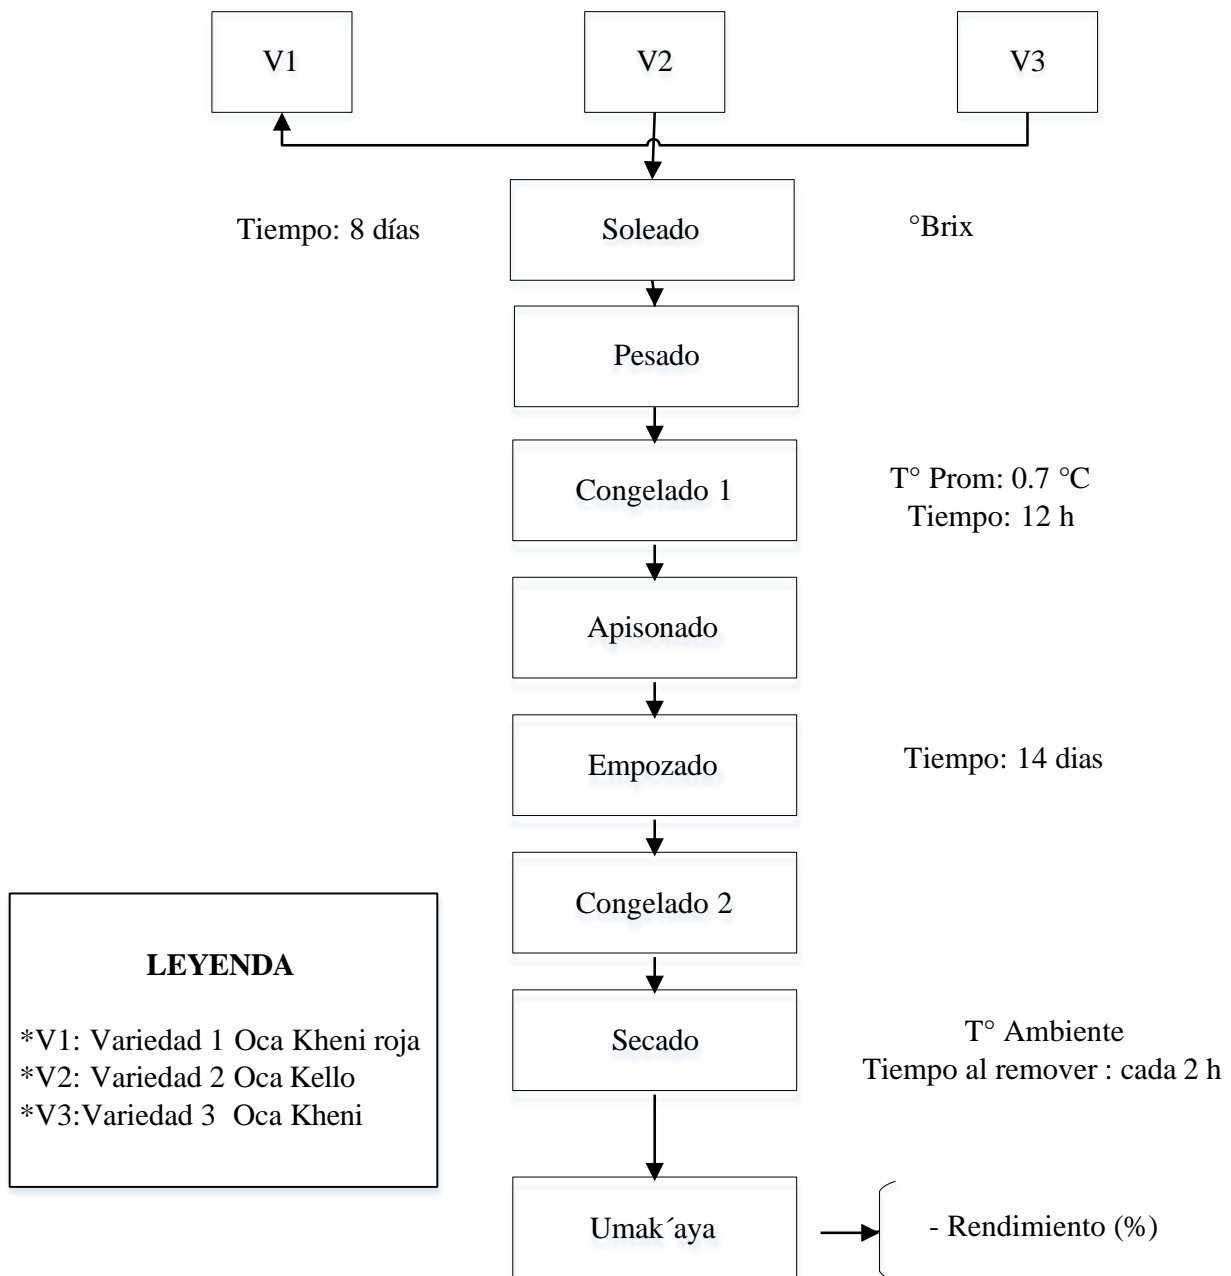 V1
V2
V3
Tiempo: 8 días
Soleado
°Brix
Pesado
Congelado 1
T° Prom: 0.7 °C
Tiempo: 12 h
Apisonado
Empozado
Tiempo: 14 dias
Congelado 2
LEYENDA
*V1: Variedad 1 Oca Kheni roja
*V2: Variedad 2 Oca Kello
*V3:Variedad 3 Oca Kheni
Secado
T° Ambiente
Tiempo al remover : cada 2 h
Umak´aya
- Rendimiento (%)